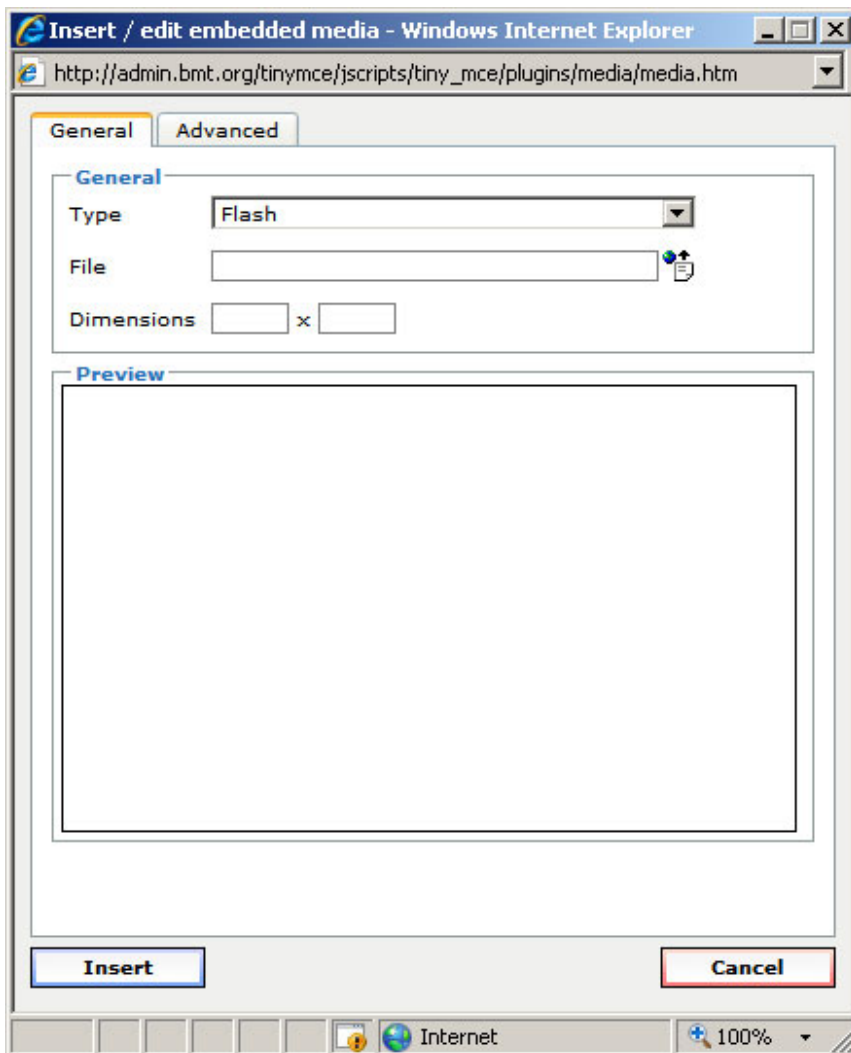 Insert / edit embedded media - Windows Internet Explorer
http://admin.bmt.org/tinymce/jscripts/tiny_mce/plugins/media/media.htm
General Advanced
General
Type Flash
File
Dimensions x
Preview
Insert Cancel
Internet 100%